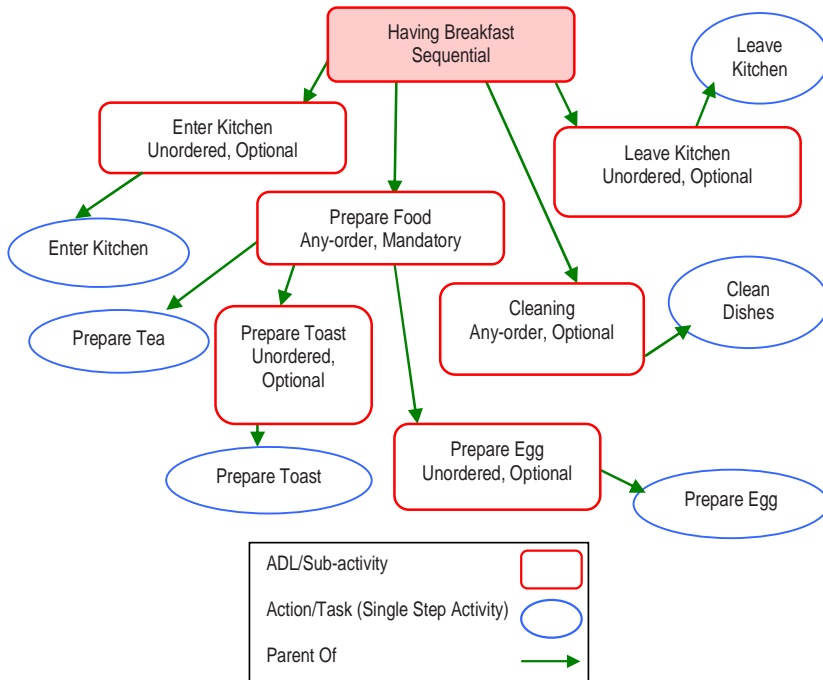 Having Breakfast
Sequential
Leave
Kitchen
Enter Kitchen
Unordered, Optional
Leave Kitchen
Unordered, Optional
Prepare Food
Any-order, Mandatory
Enter Kitchen
Cleaning
Any-order, Optional
Clean
Dishes
Prepare Tea
Prepare Toast
Unordered,
Optional
Prepare Egg
Unordered, Optional
Prepare Toast
Prepare Egg
ADL/Sub-activity
Action/Task (Single Step Activity)
Parent Of